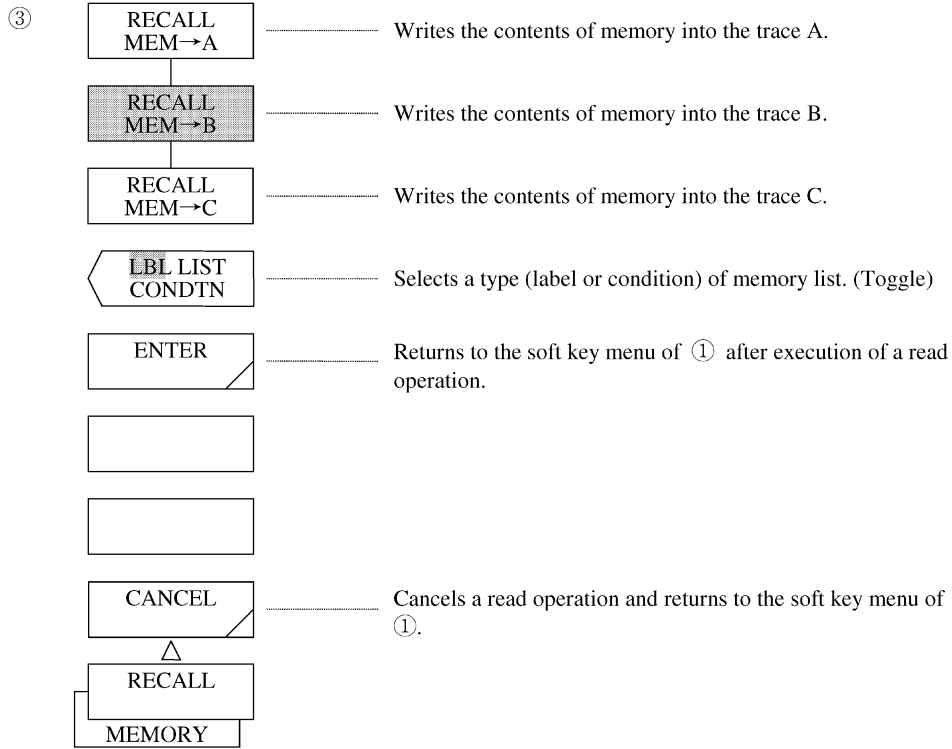 ③
RECALL
MEM→A
Writes the contents of memory into the trace A.
RECALL
MEM→B
Writes the contents of memory into the trace B.
RECALL
MEM→C
Writes the contents of memory into the trace C.
LBL LIST
CONDTN
Selects a type (label or condition) of memory list. (Toggle)
ENTER
Returns to the soft key menu of ① after execution of a read
operation.
CANCEL
Cancels a read operation and returns to the soft key menu of
①.
RECALL
MEMORY